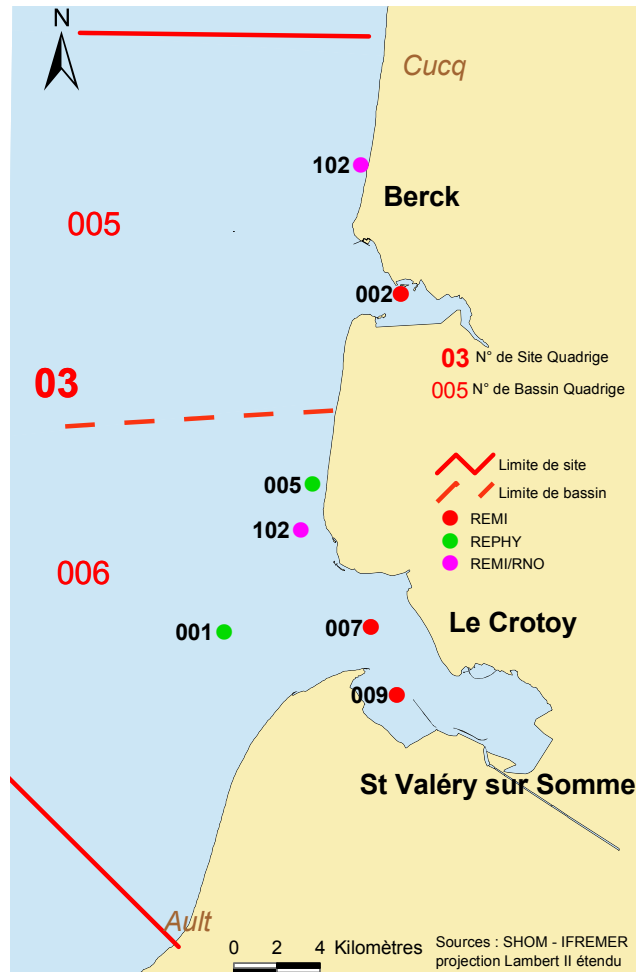 N
Cucq
102
Berck
005
002
03 N° de Site Quadrige
005 N° de Bassin Quadrige
03
Limite de site
005
Limite de bassin
REMI
102
REPHY
REMI/RNO
006
Le Crotoy
001
007
009
St Valéry sur Somme
Ault
0 2 4 Kilomètres
Sources : SHOM - IFREMER
projection Lambert II étendu